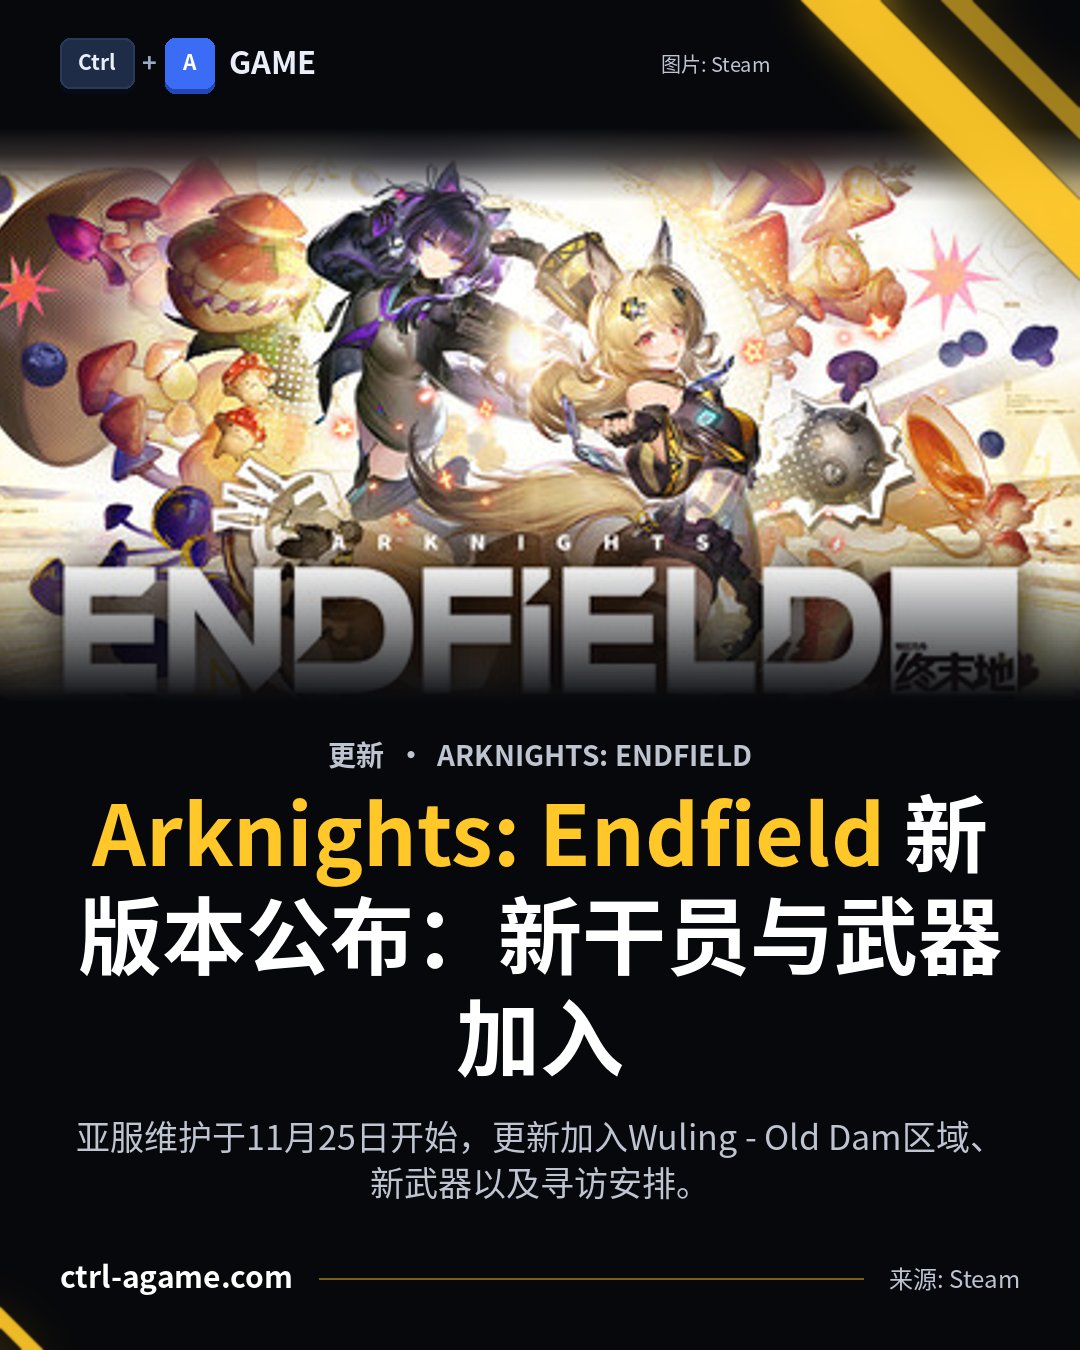 Ctrl + A GAME
图片: Steam
ARKNIGHTS
ENDFIELD
终末地
更新 · ARKNIGHTS: ENDFIELD
Arknights: Endfield 新
版本公布：新干员与武器
加入
亚服维护于11月25日开始，更新加入Wuling - Old Dam区域、
新武器以及寻访安排。
ctrl-agame.com
来源: Steam